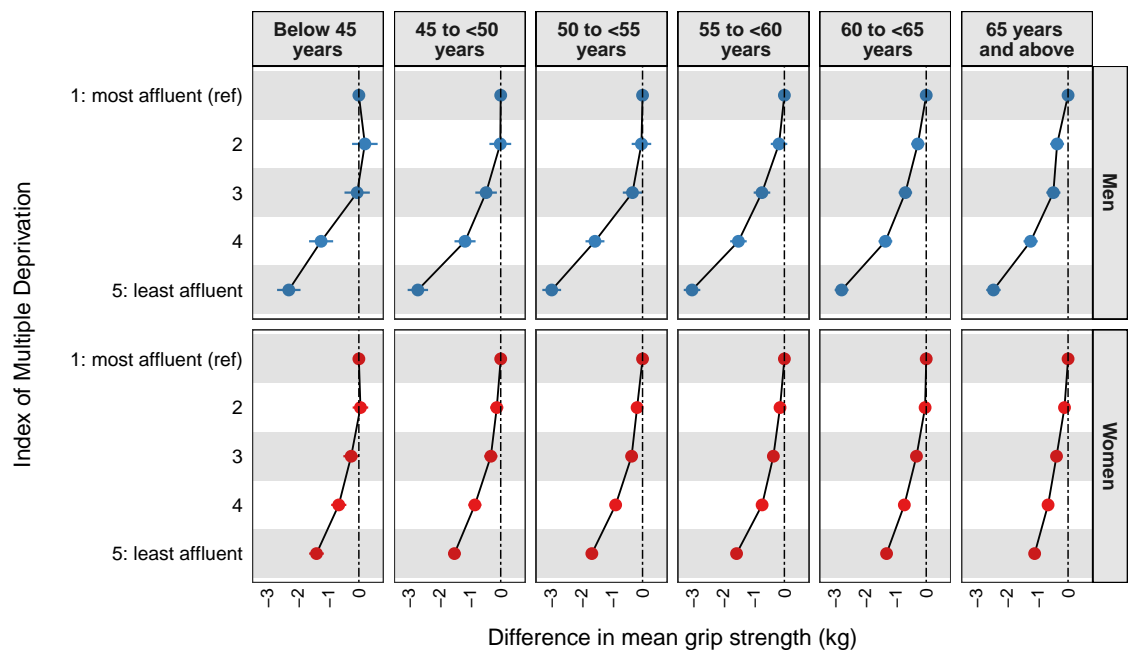 Below 45
years
45 to <50
years
50 to <55
years
55 to <60
years
60 to <65
years
65 years
and above
Index of Multiple Deprivation
1: most affluent (ref)
2
3
4
5: least affluent
Men
1: most affluent (ref)
2
3
4
5: least affluent
Women
−3
−2
−1
0
−3
−2
−1
0
−3
−2
−1
0
−3
−2
−1
0
−3
−2
−1
0
−3
−2
−1
0
Difference in mean grip strength (kg)